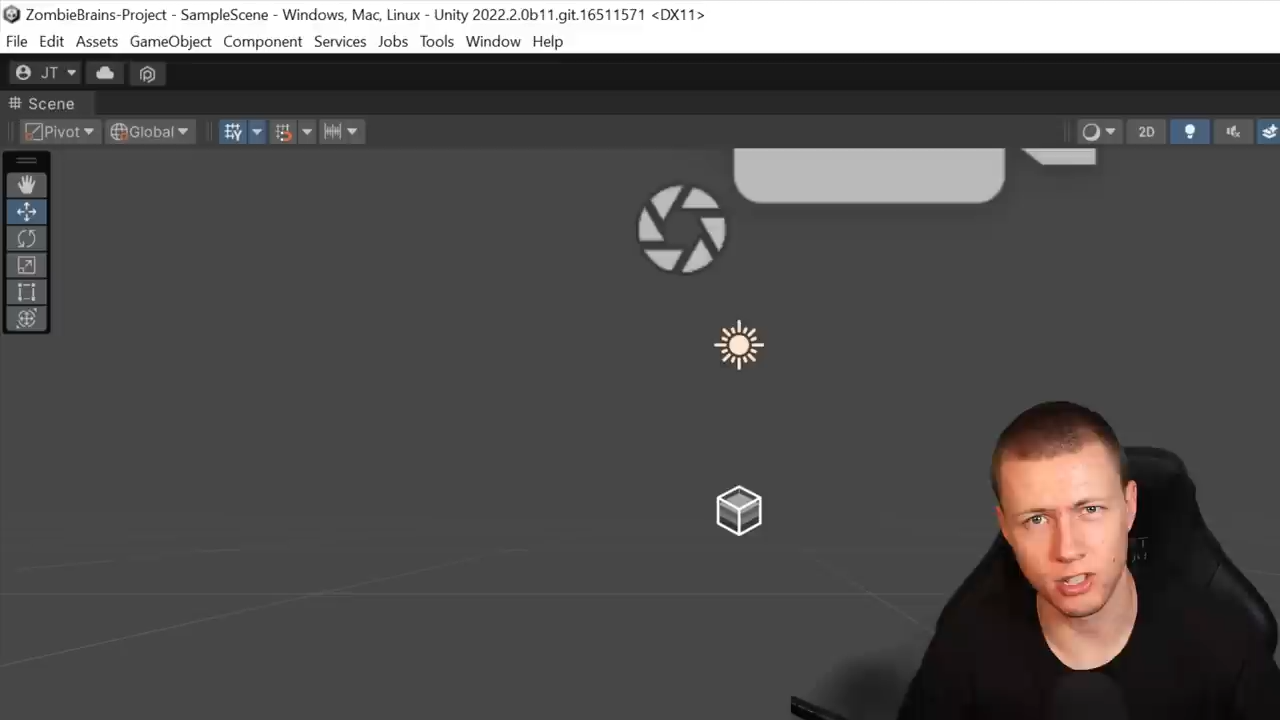 ZombieBrains-Project - SampleScene - Windows, Mac, Linux - Unity 2022.2.0b11.git.16511571 <DX11>
File Edit Assets GameObject Component Services Jobs Tools Window Help
JT
Scene
Pivot Global 2D